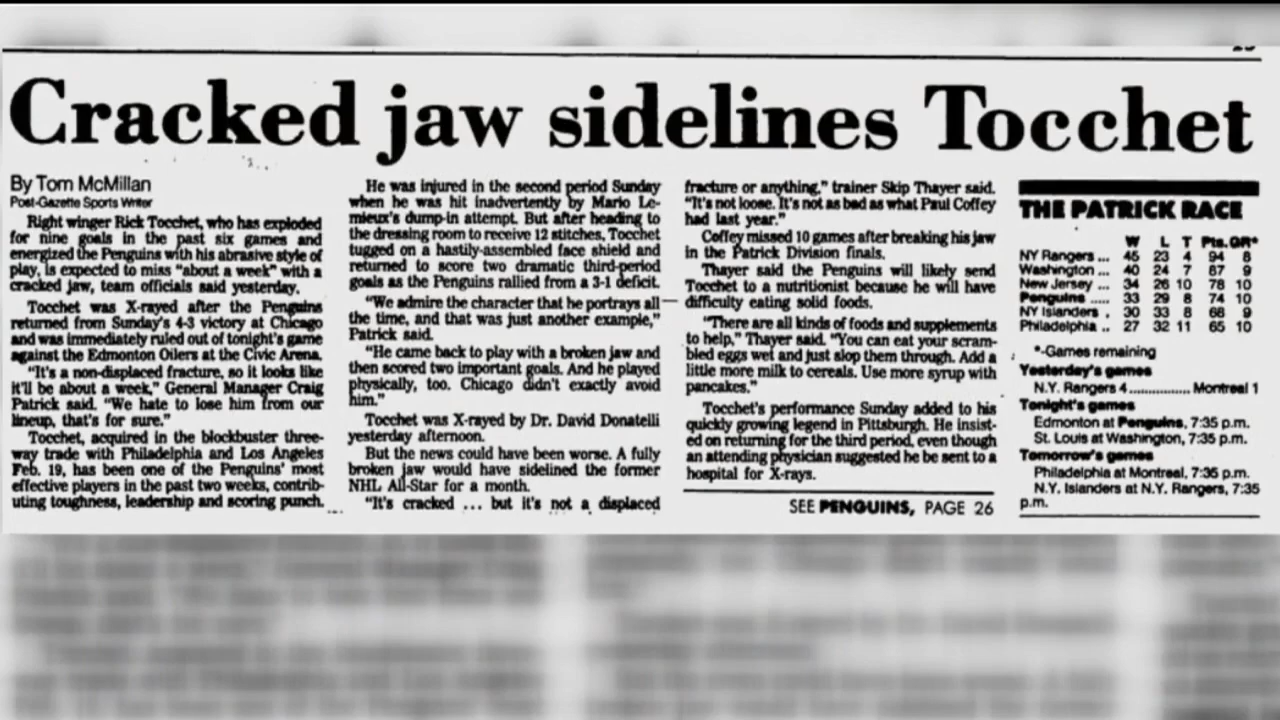 Cracked jaw sidelines Tocchet
By Tom McMillan
Post-Gazette Sports Writer
Right winger Rick Tocchet, who has exploded
for nine goals in the past six games and
energized the Penguins with his abrasive style of
play, is expected to miss "about a week" with a
cracked jaw, team officials said yesterday.
Tocchet was X-rayed after the Penguins
returned from Sunday's 4-3 victory at Chicago
and was immediately ruled out of tonight's game
against the Edmonton Oilers at the Civic Arena.
"It's a non-displaced fracture, so it looks like
it'll be about a week," General Manager Craig
Patrick said. "We hate to lose him from our
lineup, that's for sure."
Tocchet, acquired in the blockbuster three-
way trade with Philadelphia and Los Angeles
Feb. 19, has been one of the Penguins' most
effective players in the past two weeks, contrib-
uting toughness, leadership and scoring punch.
He was injured in the second period Sunday
when he was hit inadvertently by Mario Le-
mieux's dump-in attempt. But after heading to
the dressing room to receive 12 stitches, Tocchet
tugged on a hastily-assembled face shield and
returned to score two dramatic third-period
goals as the Penguins rallied from a 3-1 deficit.
"We admire the character that he portrays all
the time, and that was just another example,"
Patrick said.
"He came back to play with a broken jaw and
then scored two important goals. And he played
physically, too. Chicago didn't exactly avoid
him."
Tocchet was X-rayed by Dr. David Donatelli
yesterday afternoon.
But the news could have been worse. A fully
broken jaw would have sidelined the former
NHL All-Star for a month.
"It's cracked ... but it's not a displaced
fracture or anything," trainer Skip Thayer said.
"It's not loose. It's not as bad as what Paul Coffey
had last year."
Coffey missed 10 games after breaking his jaw
in the Patrick Division finals.
Thayer said the Penguins will likely send
Tocchet to a nutritionist because he will have
difficulty eating solid foods.
"There are all kinds of foods and supplements
to help," Thayer said. "You can eat your scram-
bled eggs wet and just slop them through. Add a
little more milk to cereals. Use more syrup with
pancakes."
Tocchet's performance Sunday added to his
quickly growing legend in Pittsburgh. He insist-
ed on returning for the third period, even though
an attending physician suggested he be sent to a
hospital for X-rays.
SEE PENGUINS, PAGE 26
THE PATRICK RACE
W L T Pts. GR*
NY Rangers ... 45 23 4 94 8
Washington ... 40 24 7 87 9
New Jersey ... 34 26 10 78 10
Penguins ..... 33 29 8 74 10
NY Islanders . 30 33 8 68 9
Philadelphia .. 27 32 11 65 10
*-Games remaining
Yesterday's games
N.Y. Rangers 4............... Montreal 1
Tonight's games
Edmonton at Penguins, 7:35 p.m.
St. Louis at Washington, 7:35 p.m.
Tomorrow's games
Philadelphia at Montreal, 7:35 p.m.
N.Y. Islanders at N.Y. Rangers, 7:35
p.m.